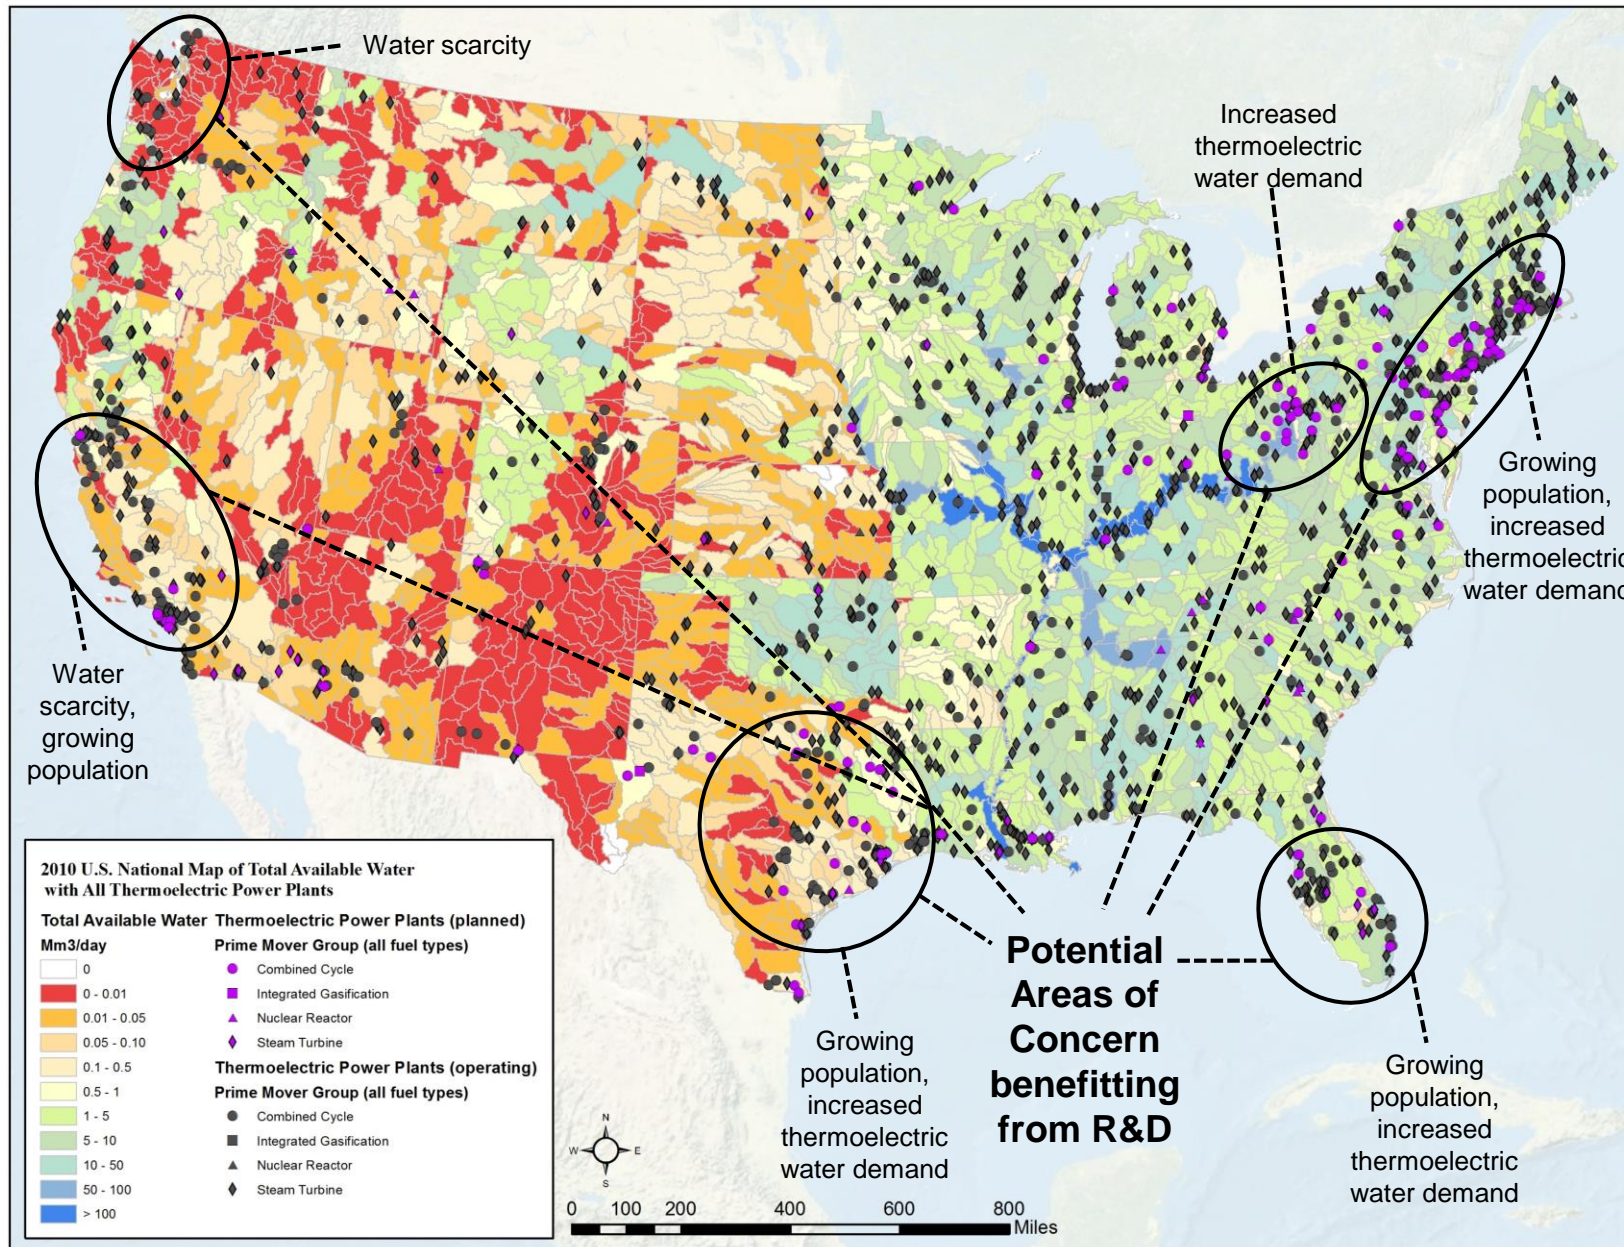 Water scarcity
Increased
thermoelectric
water demand
Growing
population,
increased
thermoelectric
water demand
Water
scarcity,
growing
population
Potential
Areas of
Concern
benefitting
from R&D
Growing
population,
increased
thermoelectric
water demand
Growing
population,
increased
thermoelectric
water demand
2010 U.S. National Map of Total Available Water
with All Thermoelectric Power Plants
Total Available Water
Mm3/day
0
0 - 0.01
0.01 - 0.05
0.05 - 0.10
0.1 - 0.5
0.5 - 1
1 - 5
5 - 10
10 - 50
50 - 100
> 100
Thermoelectric Power Plants (planned)
Prime Mover Group (all fuel types)
Combined Cycle
Integrated Gasification
Nuclear Reactor
Steam Turbine
Thermoelectric Power Plants (operating)
Prime Mover Group (all fuel types)
Combined Cycle
Integrated Gasification
Nuclear Reactor
Steam Turbine
N
W E
S
0 100 200 400 600 800
Miles